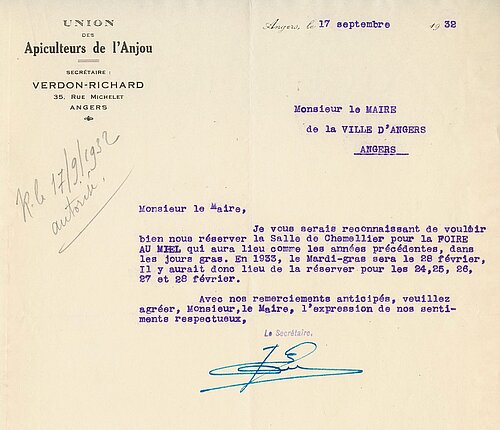 UNION
DES
Apiculteurs de l'Anjou
SECRÉTAIRE :
VERDON-RICHARD
35, RUE MICHELET
ANGERS
Angers, le 17 septembre 1932
Monsieur le MAIRE
de la VILLE D'ANGERS
ANGERS
R. le 17/9/1932
autorisé.
Monsieur le Maire,
Je vous serais reconnaissant de vouloir
bien nous réserver la Salle de Chemellier pour la FOIRE
AU MIEL qui aura lieu comme les années précédentes, dans
les jours gras. En 1933, le Mardi-gras sera le 28 février,
Il y aurait donc lieu de la réserver pour les 24,25, 26,
27 et 28 février.
Avec nos remerciements anticipés, veuillez
agréer, Monsieur, le Maire, l'expression de nos senti-
ments respectueux,
Le Secrétaire,